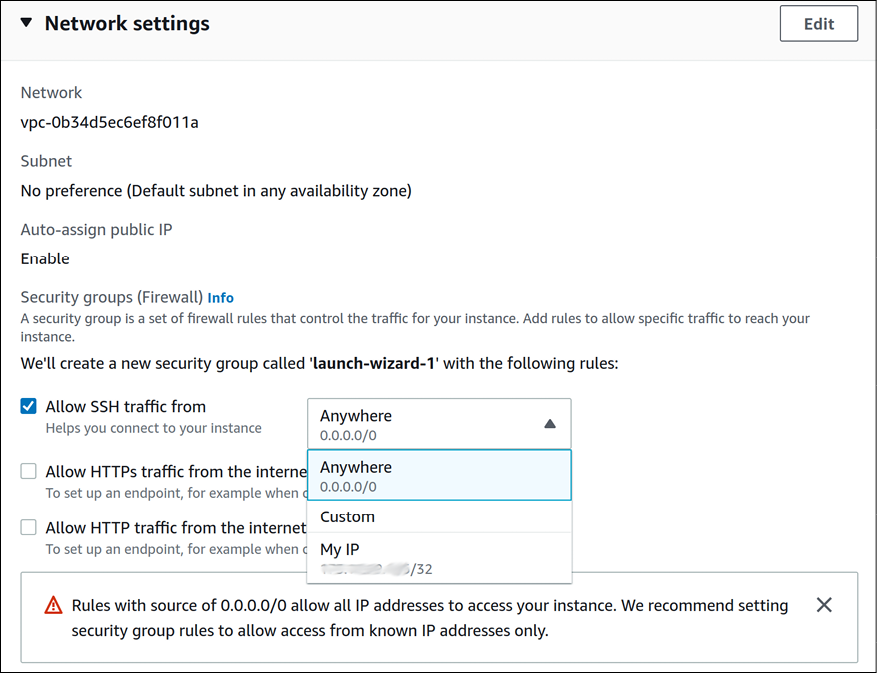 Network settings
Edit
Network
vpc-0b34d5ec6ef8f011a
Subnet
No preference (Default subnet in any availability zone)
Auto-assign public IP
Enable
Security groups (Firewall) Info
A security group is a set of firewall rules that control the traffic for your instance. Add rules to allow specific traffic to reach your
instance.
We'll create a new security group called 'launch-wizard-1' with the following rules:
Allow SSH traffic from
Helps you connect to your instance
Anywhere
0.0.0.0/0
Anywhere
0.0.0.0/0
Custom
My IP
/32
Allow HTTPs traffic from the interne
To set up an endpoint, for example when
Allow HTTP traffic from the internet
To set up an endpoint, for example when
Rules with source of 0.0.0.0/0 allow all IP addresses to access your instance. We recommend setting
security group rules to allow access from known IP addresses only.